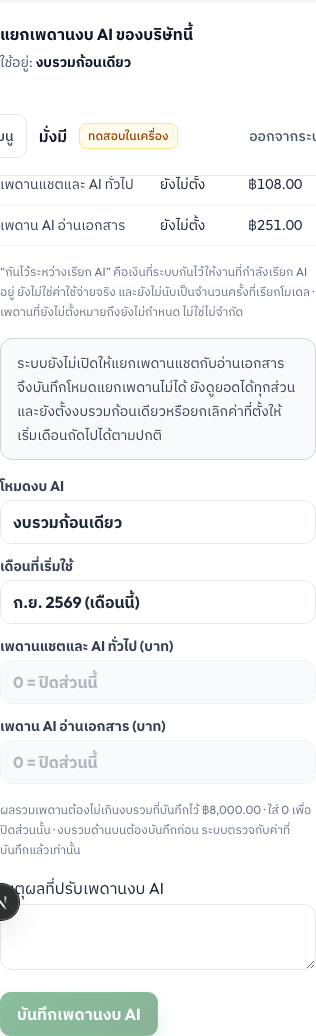 แยกเพดานงบ AI ของบริษัทนี้
ใช้อยู่: งบรวมก้อนเดียว
มั่งมี ทดสอบในเครื่อง ออกจากระบ
เพดานแชตและ AI ทั่วไป ยังไม่ตั้ง ฿108.00
เพดาน AI อ่านเอกสาร ยังไม่ตั้ง ฿251.00
“กันไว้ระหว่างเรียก AI” คือเงินที่ระบบกันไว้ให้งานที่กำลังเรียก AI
อยู่ ยังไม่ใช่ค่าใช้จ่ายจริง และยังไม่นับเป็นจำนวนครั้งที่เรียกโมเดล ·
เพดานที่ยังไม่ตั้งหมายถึงยังไม่กำหนด ไม่ใช่ไม่จำกัด
ระบบยังไม่เปิดให้แยกเพดานแชตกับอ่านเอกสาร
จึงบันทึกโหมดแยกเพดานไม่ได้ ยังดูยอดได้ทุกส่วน
และยังตั้งงบรวมก้อนเดียวหรือยกเลิกค่าที่ตั้งให้
เริ่มเดือนถัดไปได้ตามปกติ
โหมดงบ AI
งบรวมก้อนเดียว
เดือนที่เริ่มใช้
ก.ย. 2569 (เดือนนี้)
เพดานแชตและ AI ทั่วไป (บาท)
0 = ปิดส่วนนี้
เพดาน AI อ่านเอกสาร (บาท)
0 = ปิดส่วนนี้
ผลรวมเพดานต้องไม่เกินงบรวมที่บันทึกไว้ ฿8,000.00 · ใส่ 0 เพื่อ
ปิดส่วนนั้น · งบรวมด้านบนต้องบันทึกก่อน ระบบตรวจกับค่าที่
บันทึกแล้วเท่านั้น
ตุผลที่ปรับเพดานงบ AI
N
บันทึกเพดานงบ AI